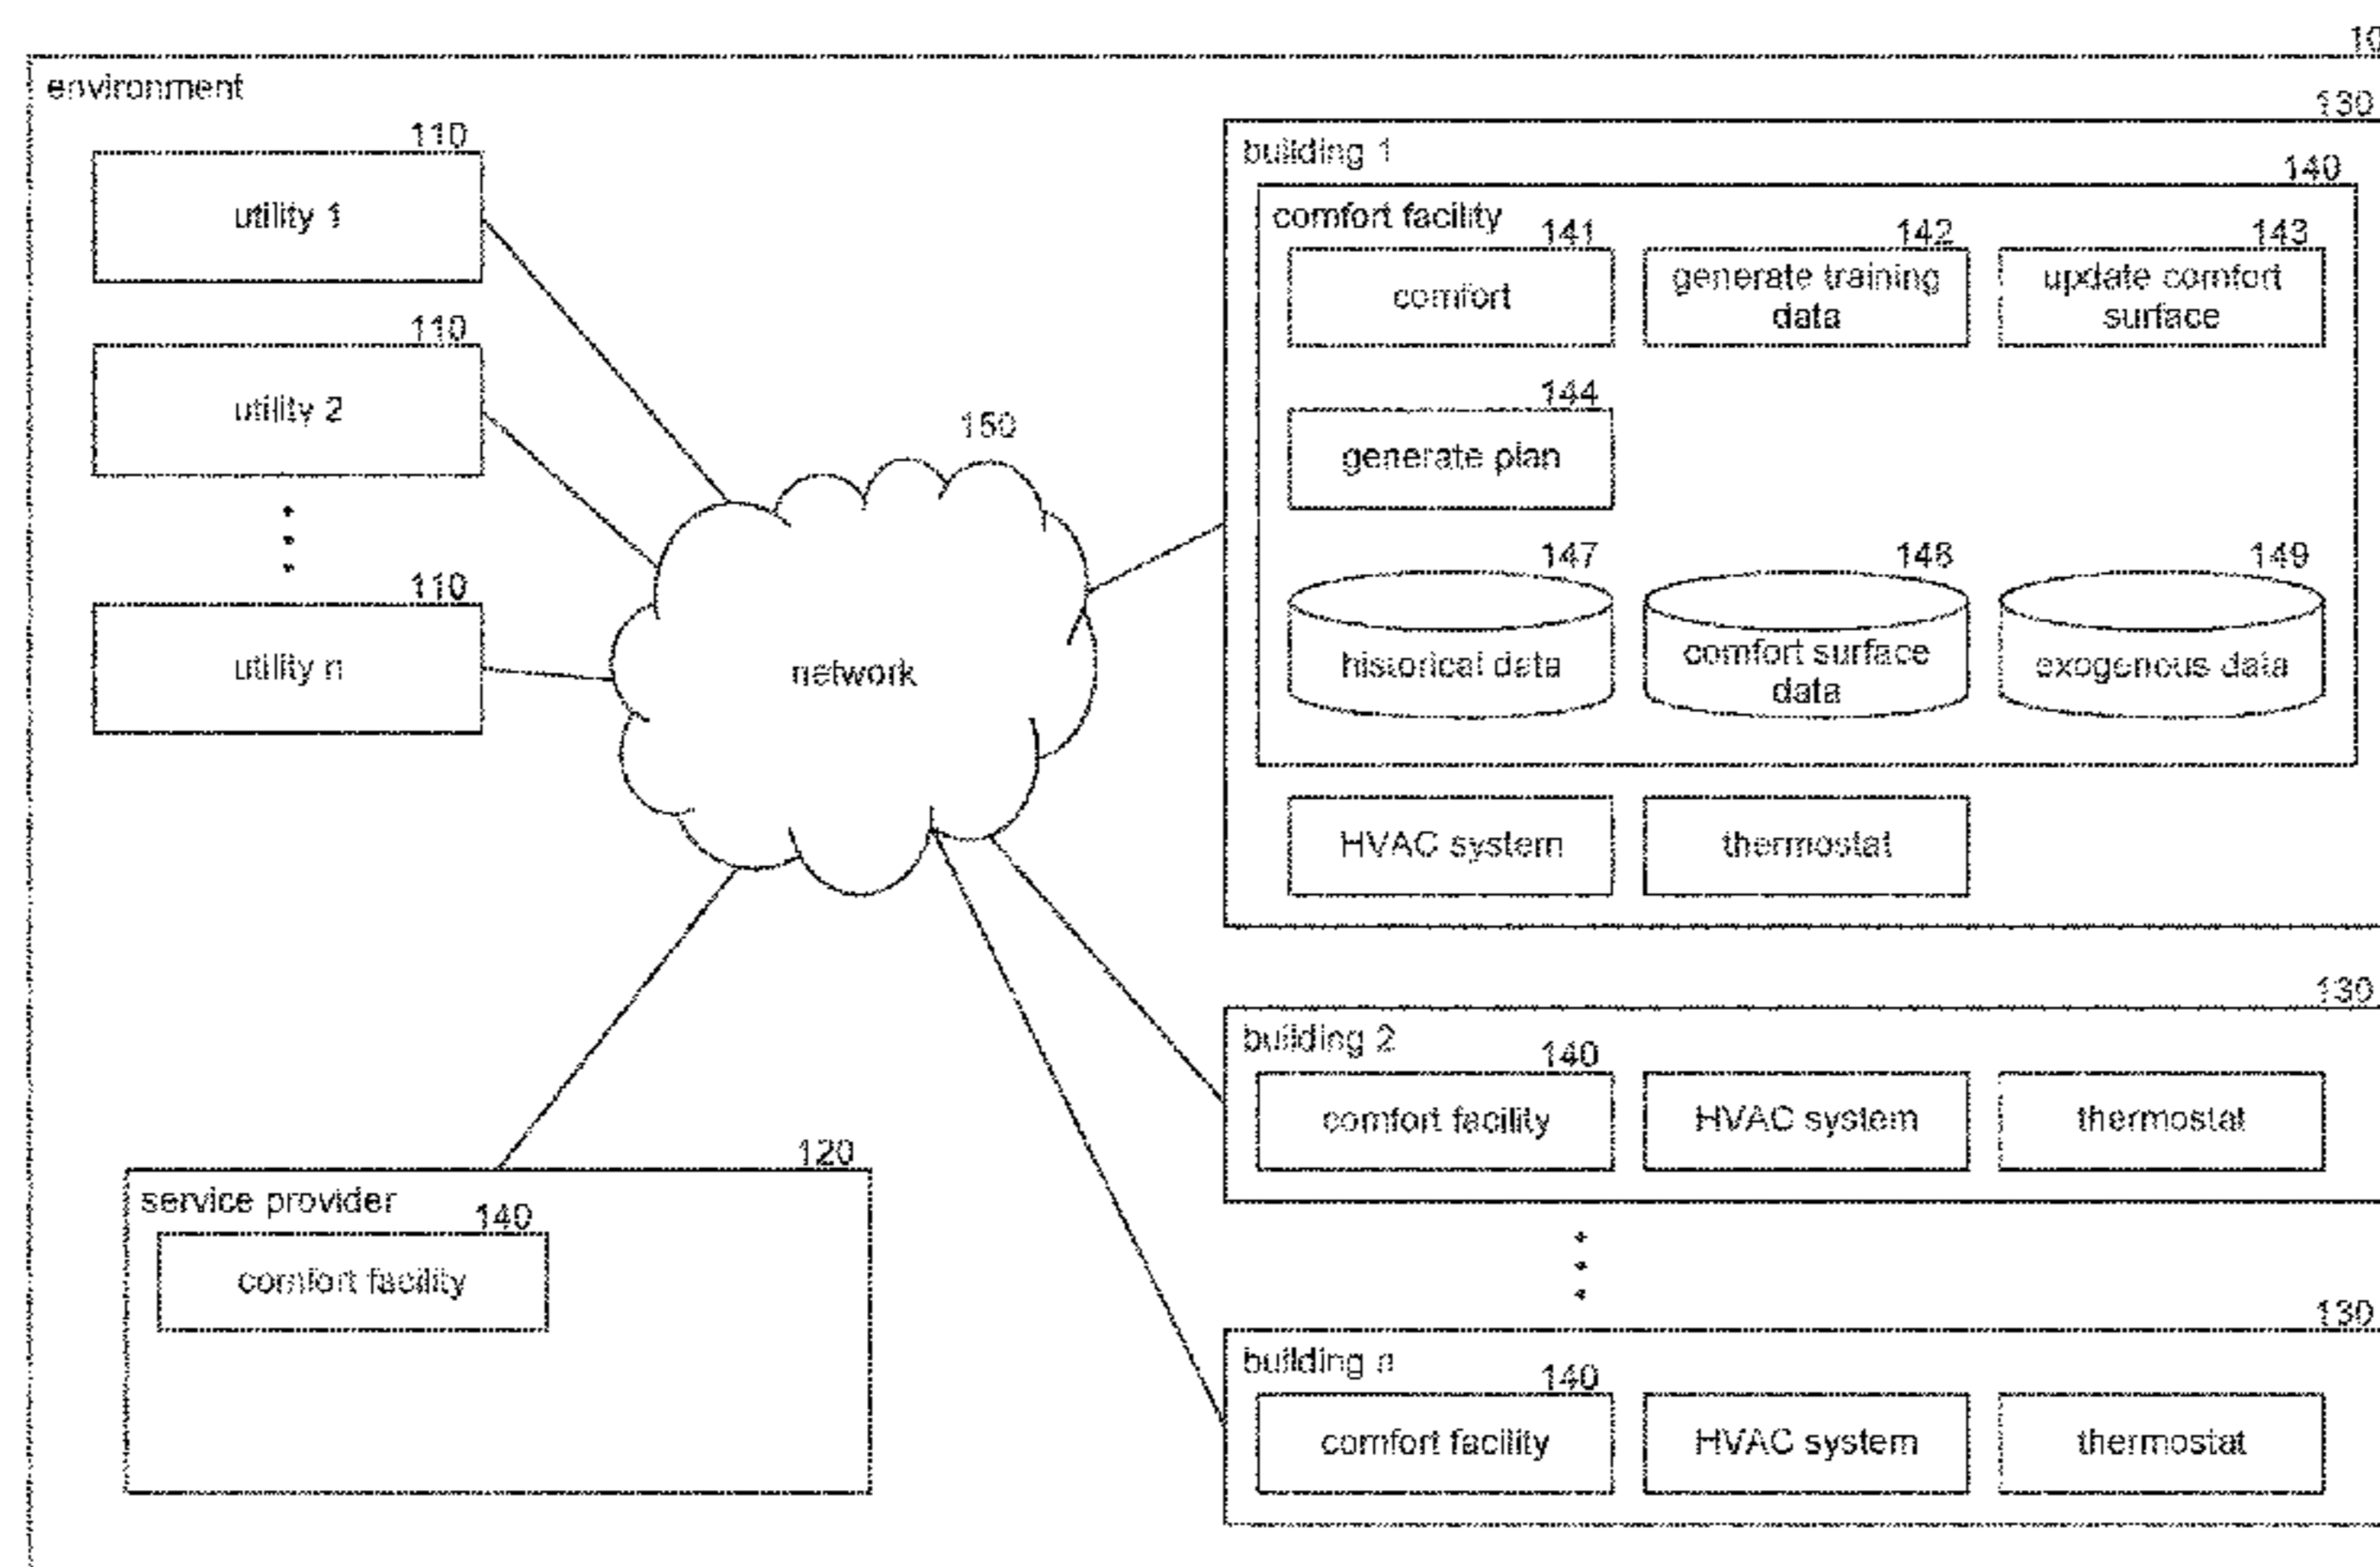 10
environment
110
utility 1
110
utility 2
110
utility n
150
network
120
service provider
140
comfort facility
130
building 1
140
comfort facility
141
comfort
142
generate training
data
143
update comfort
surface
144
generate plan
147
historical data
148
comfort surface
data
149
exogenous data
HVAC system
thermostat
130
building 2
140
comfort facility
HVAC system
thermostat
130
building n
140
comfort facility
HVAC system
thermostat